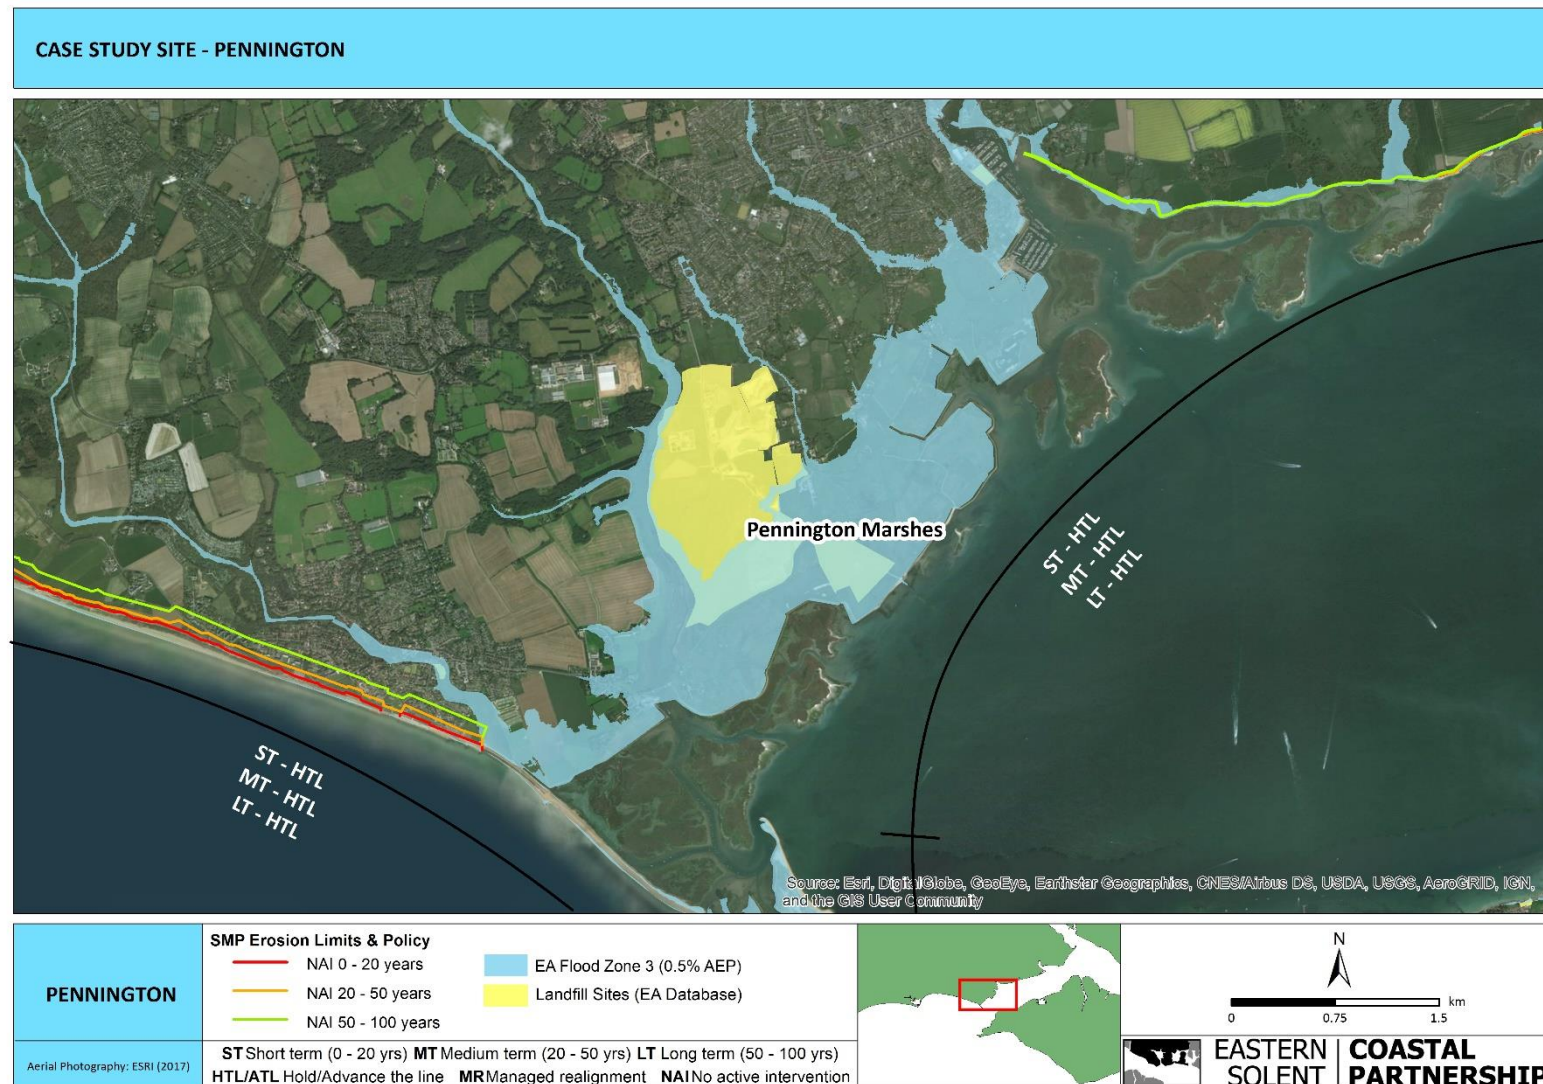 CASE STUDY SITE - PENNINGTON
Pennington Marshes
ST - HTL
MT - HTL
LT - HTL
ST - HTL
MT - HTL
LT - HTL
Source: Esri, DigitalGlobe, GeoEye, Earthstar Geographics, CNES/Airbus DS, USDA, USGS, AeroGRID, IGN,
and the GIS User Community
PENNINGTON
Aerial Photography: ESRI (2017)
SMP Erosion Limits & Policy
NAI 0 - 20 years
NAI 20 - 50 years
NAI 50 - 100 years
EA Flood Zone 3 (0.5% AEP)
Landfill Sites (EA Database)
ST Short term (0 - 20 yrs) MT Medium term (20 - 50 yrs) LT Long term (50 - 100 yrs)
HTL/ATL Hold/Advance the line MR Managed realignment NAI No active intervention
N
km
0 0.75 1.5
EASTERN SOLENT
COASTAL PARTNERSHIP